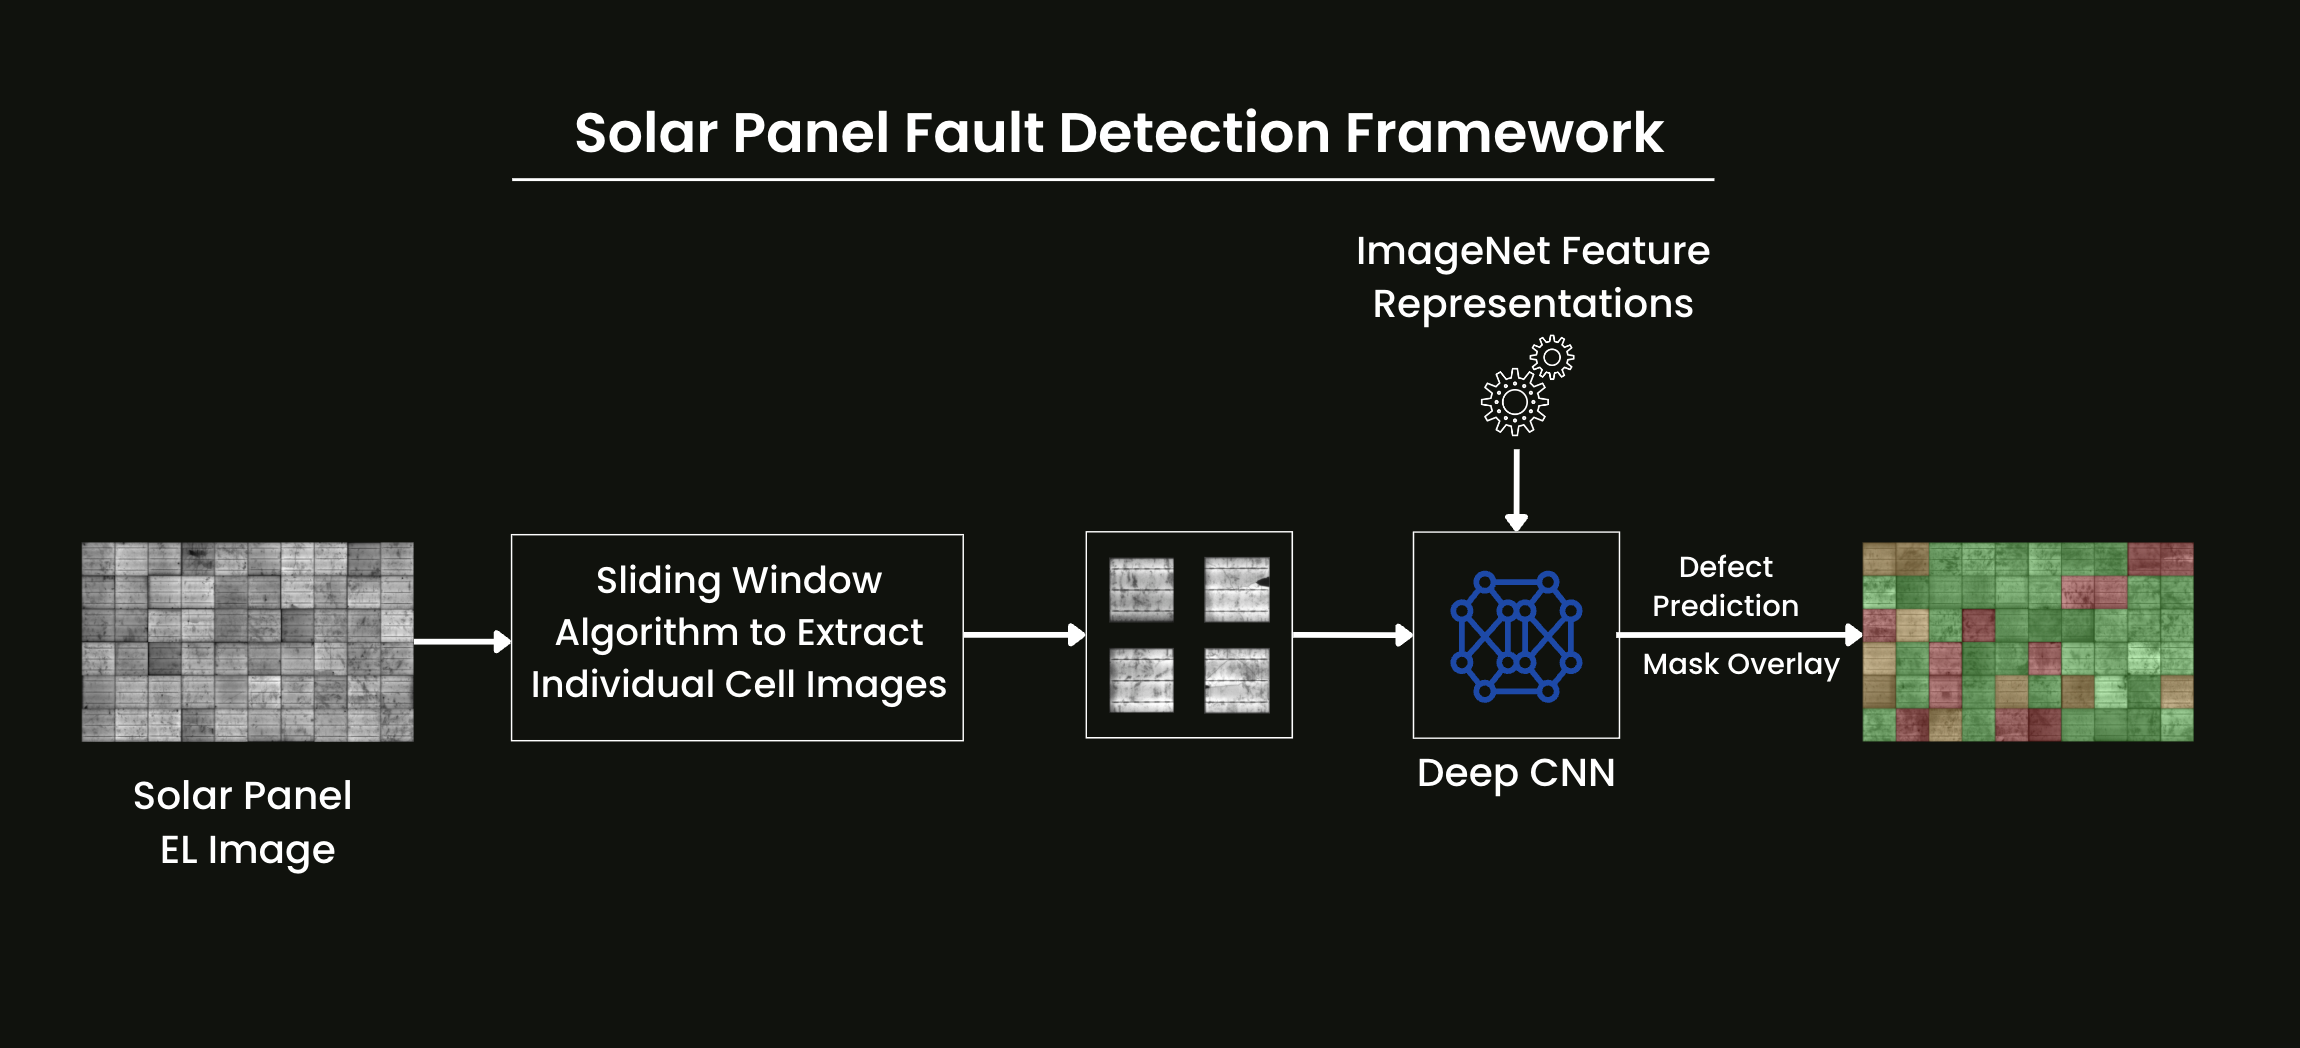 Solar Panel Fault Detection Framework
ImageNet Feature
Representations
Sliding Window
Algorithm to Extract
Individual Cell Images
Defect
Prediction
Mask Overlay
Deep CNN
Solar Panel
EL Image